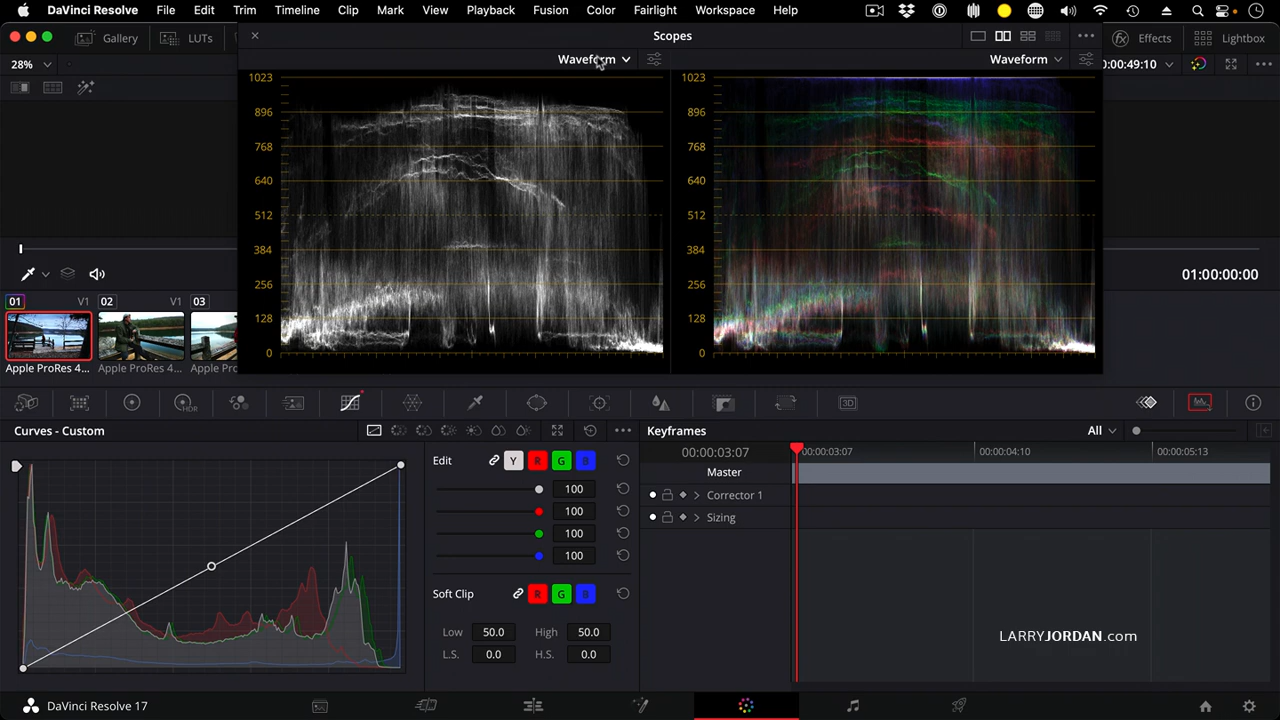 DaVinci Resolve File Edit Trim Timeline Clip Mark View Playback Fusion Color Fairlight Workspace Help
Gallery LUTs Scopes Effects Lightbox
28% Waveform Waveform 0:00:49:10
1023 1023
896 896
768 768
640 640
512 512
384 384
256 256
128 128
0 0
01:00:00:00
01 V1 02 V1 03
Apple ProRes 4... Apple ProRes 4... Apple Pr
HDR 3D
Curves - Custom Keyframes All
Edit Y R G B
100
100
100
100
Soft Clip R G B
Low 50.0 High 50.0
L.S. 0.0 H.S. 0.0
00:00:03:07 00:00:03:07 00:00:04:10 00:00:05:13
Master
Corrector 1
Sizing
LARRYJORDAN.com
DaVinci Resolve 17